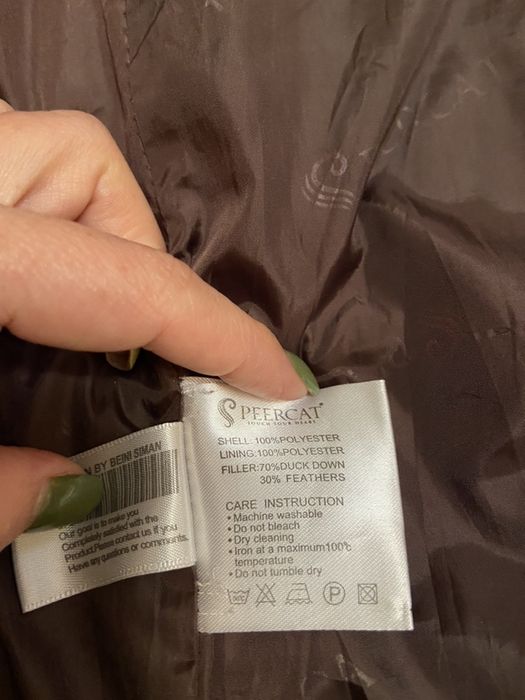 SPEERCAT®
TOUCH YOUR HEART
SHELL:100%POLYESTER
LINING:100%POLYESTER
FILLER:70%DUCK DOWN
30% FEATHERS
CARE INSTRUCTION
• Machine washable
• Do not bleach
• Dry cleaning
• Iron at a maximum100℃
temperature
• Do not tumble dry
P
N BY BEINI SIMAN
Our goal is to make you
Completely satisfied with the
Product,Please contact us if you
Have any questions or comments.